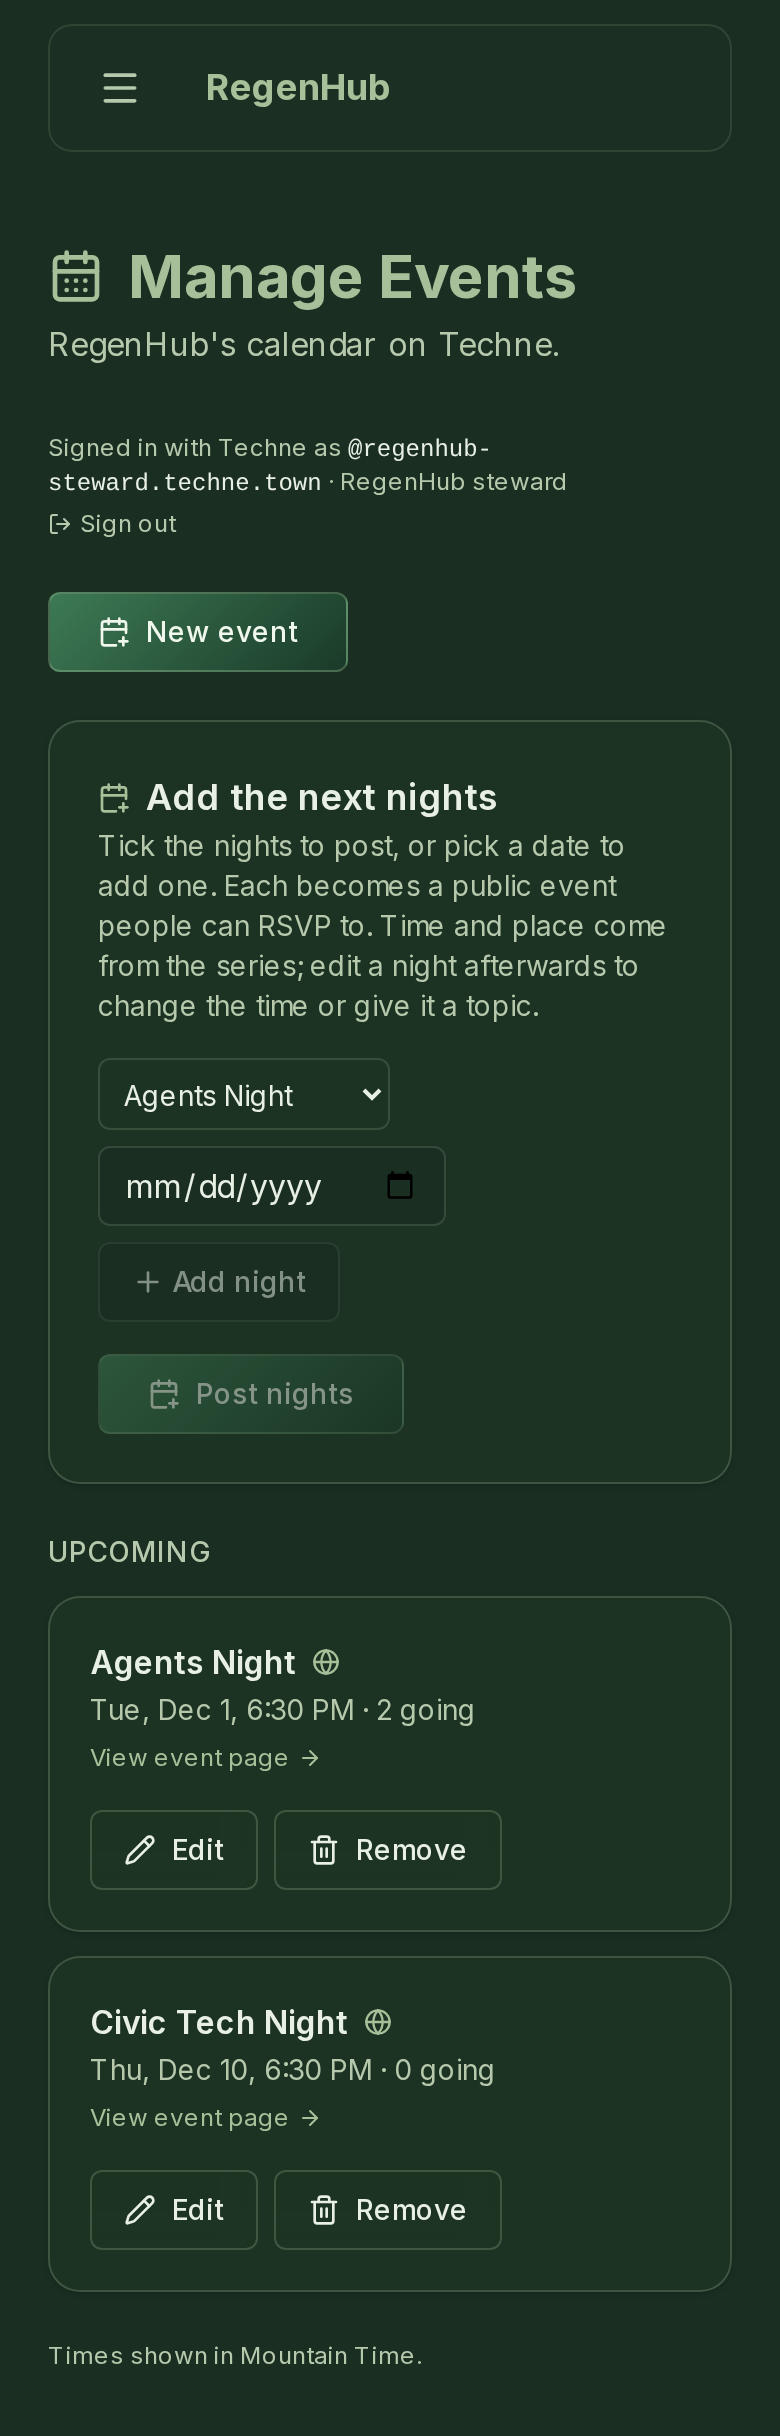 RegenHub
Manage Events
RegenHub's calendar on Techne.
Signed in with Techne as @regenhub-
steward.techne.town · RegenHub steward
Sign out
New event
Add the next nights
Tick the nights to post, or pick a date to
add one. Each becomes a public event
people can RSVP to. Time and place come
from the series; edit a night afterwards to
change the time or give it a topic.
Agents Night
mm/dd/yyyy
Add night
Post nights
UPCOMING
Agents Night
Tue, Dec 1, 6:30 PM · 2 going
View event page →
Edit Remove
Civic Tech Night
Thu, Dec 10, 6:30 PM · 0 going
View event page →
Edit Remove
Times shown in Mountain Time.